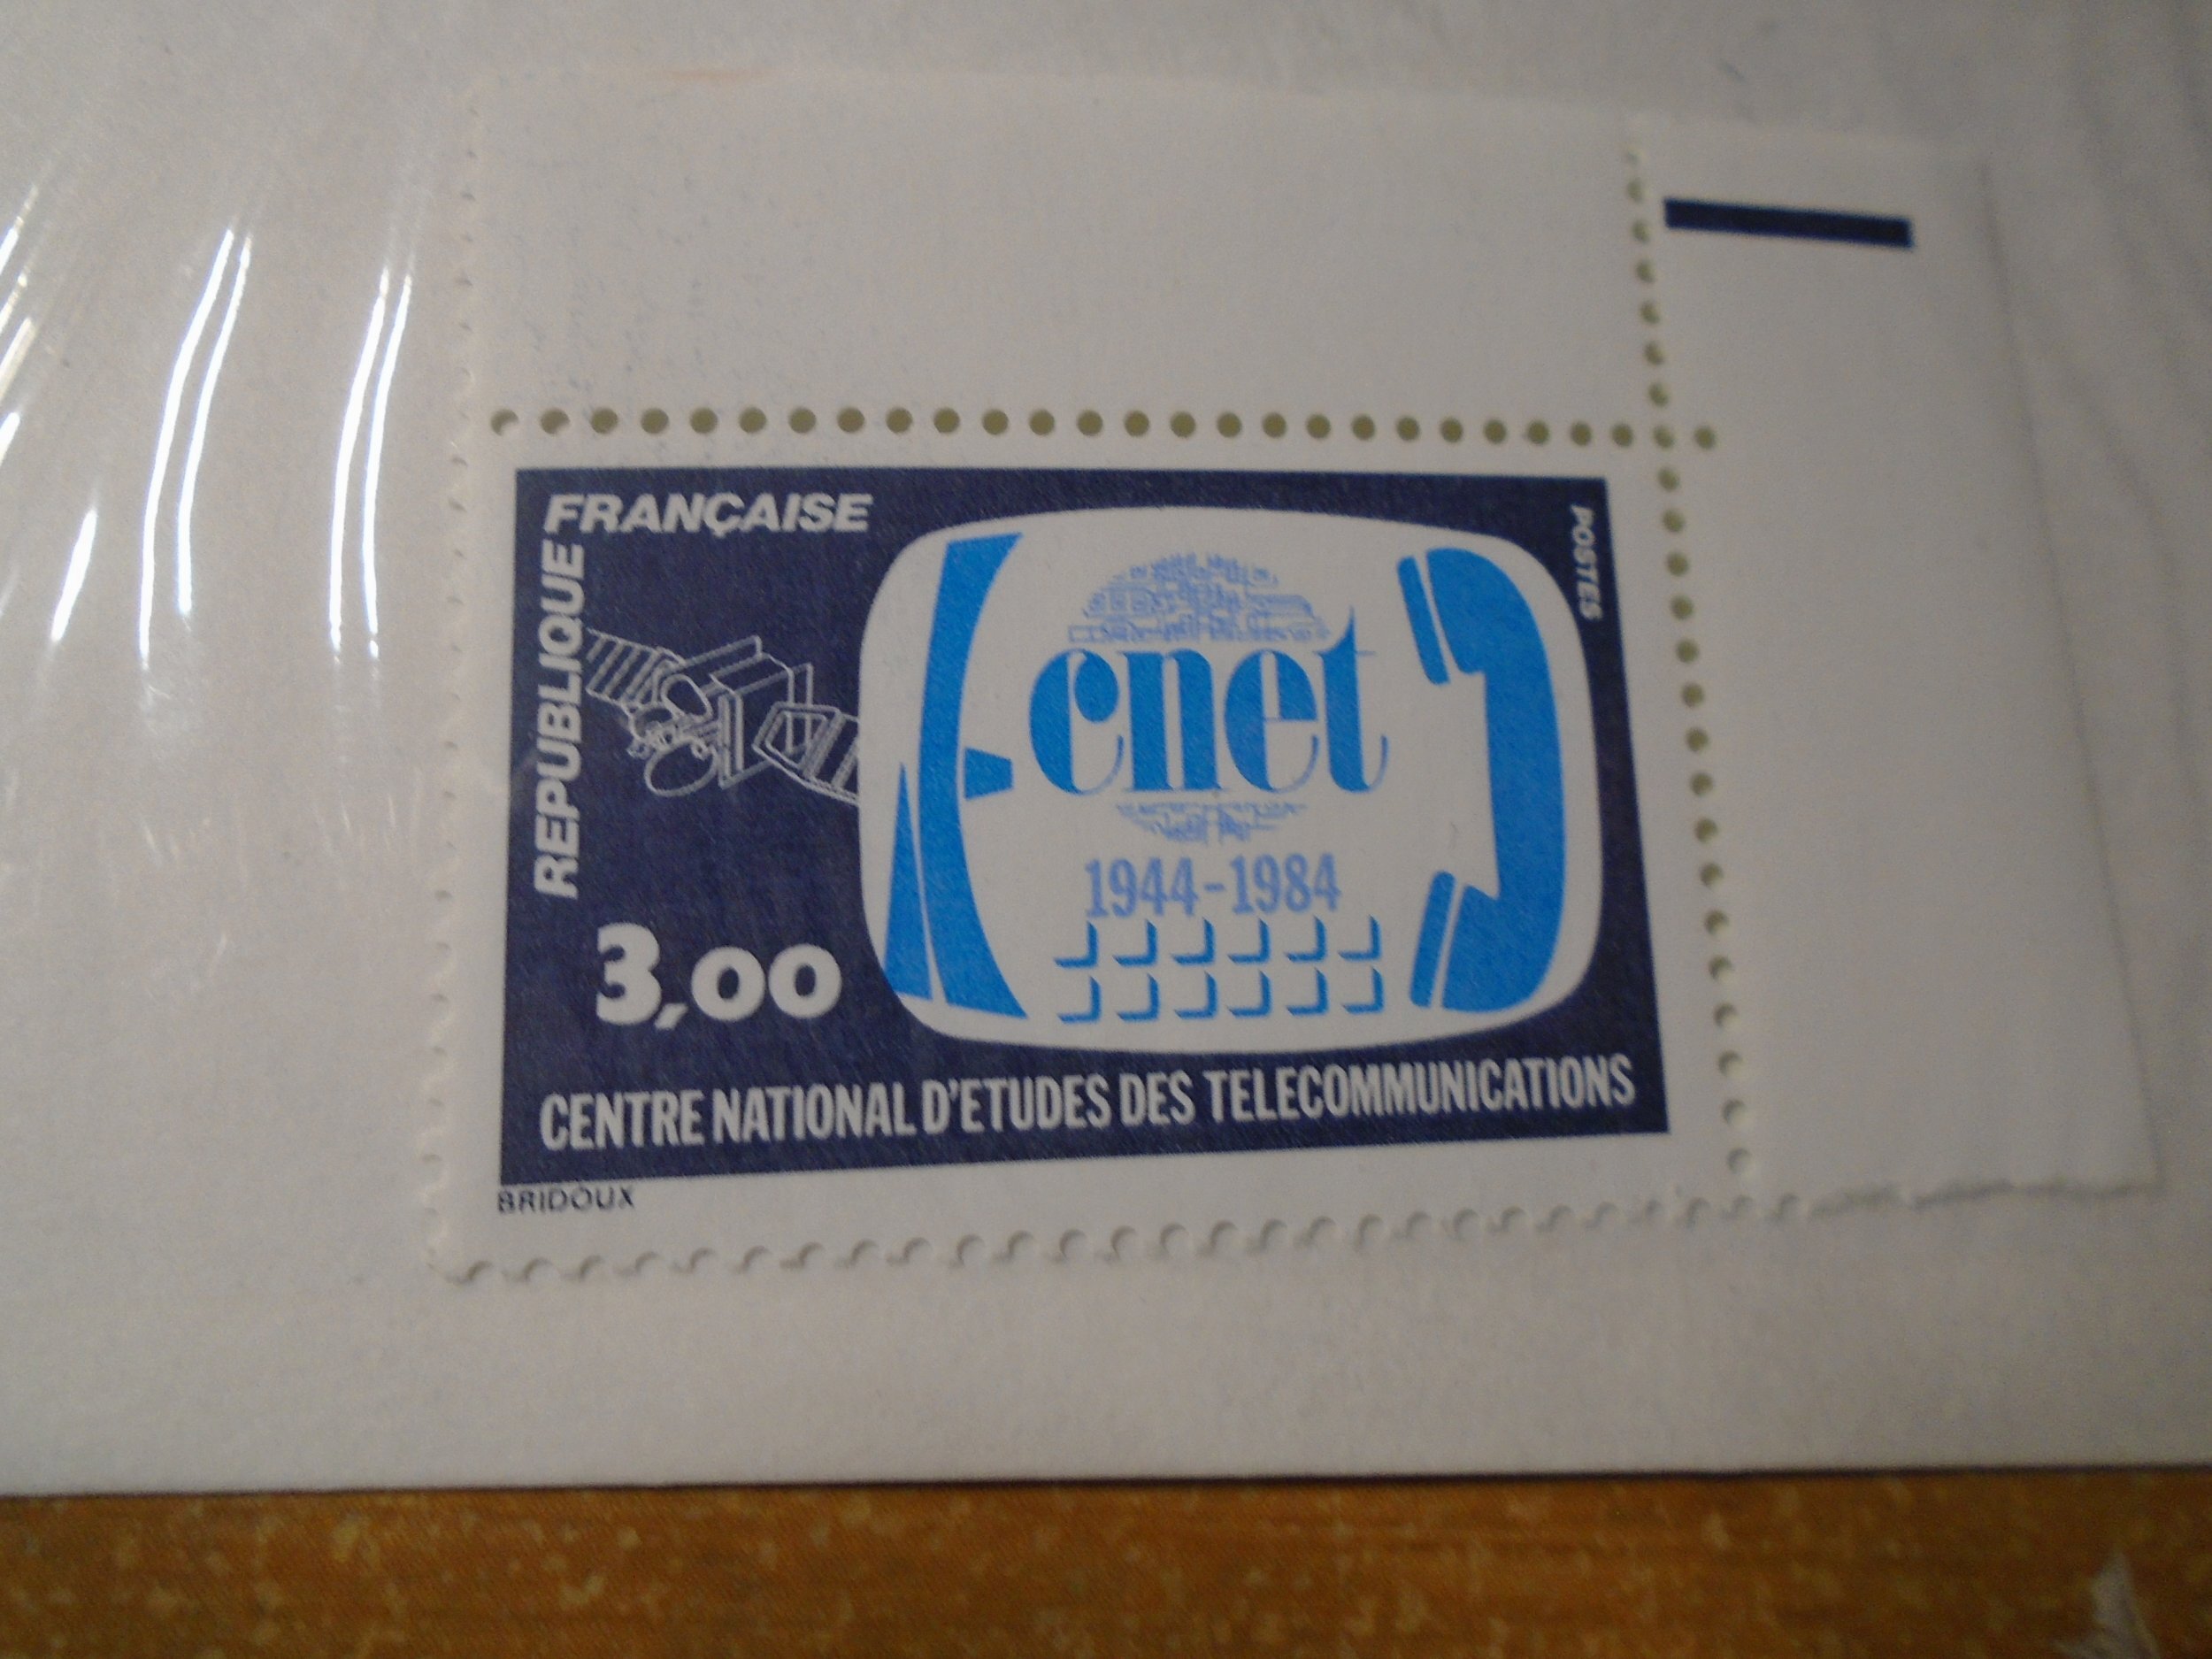 REPUBLIQUE
FRANÇAISE
POSTES
cnet
1944-1984
3,00
CENTRE NATIONAL D'ETUDES DES TELECOMMUNICATIONS
BRIDOUX